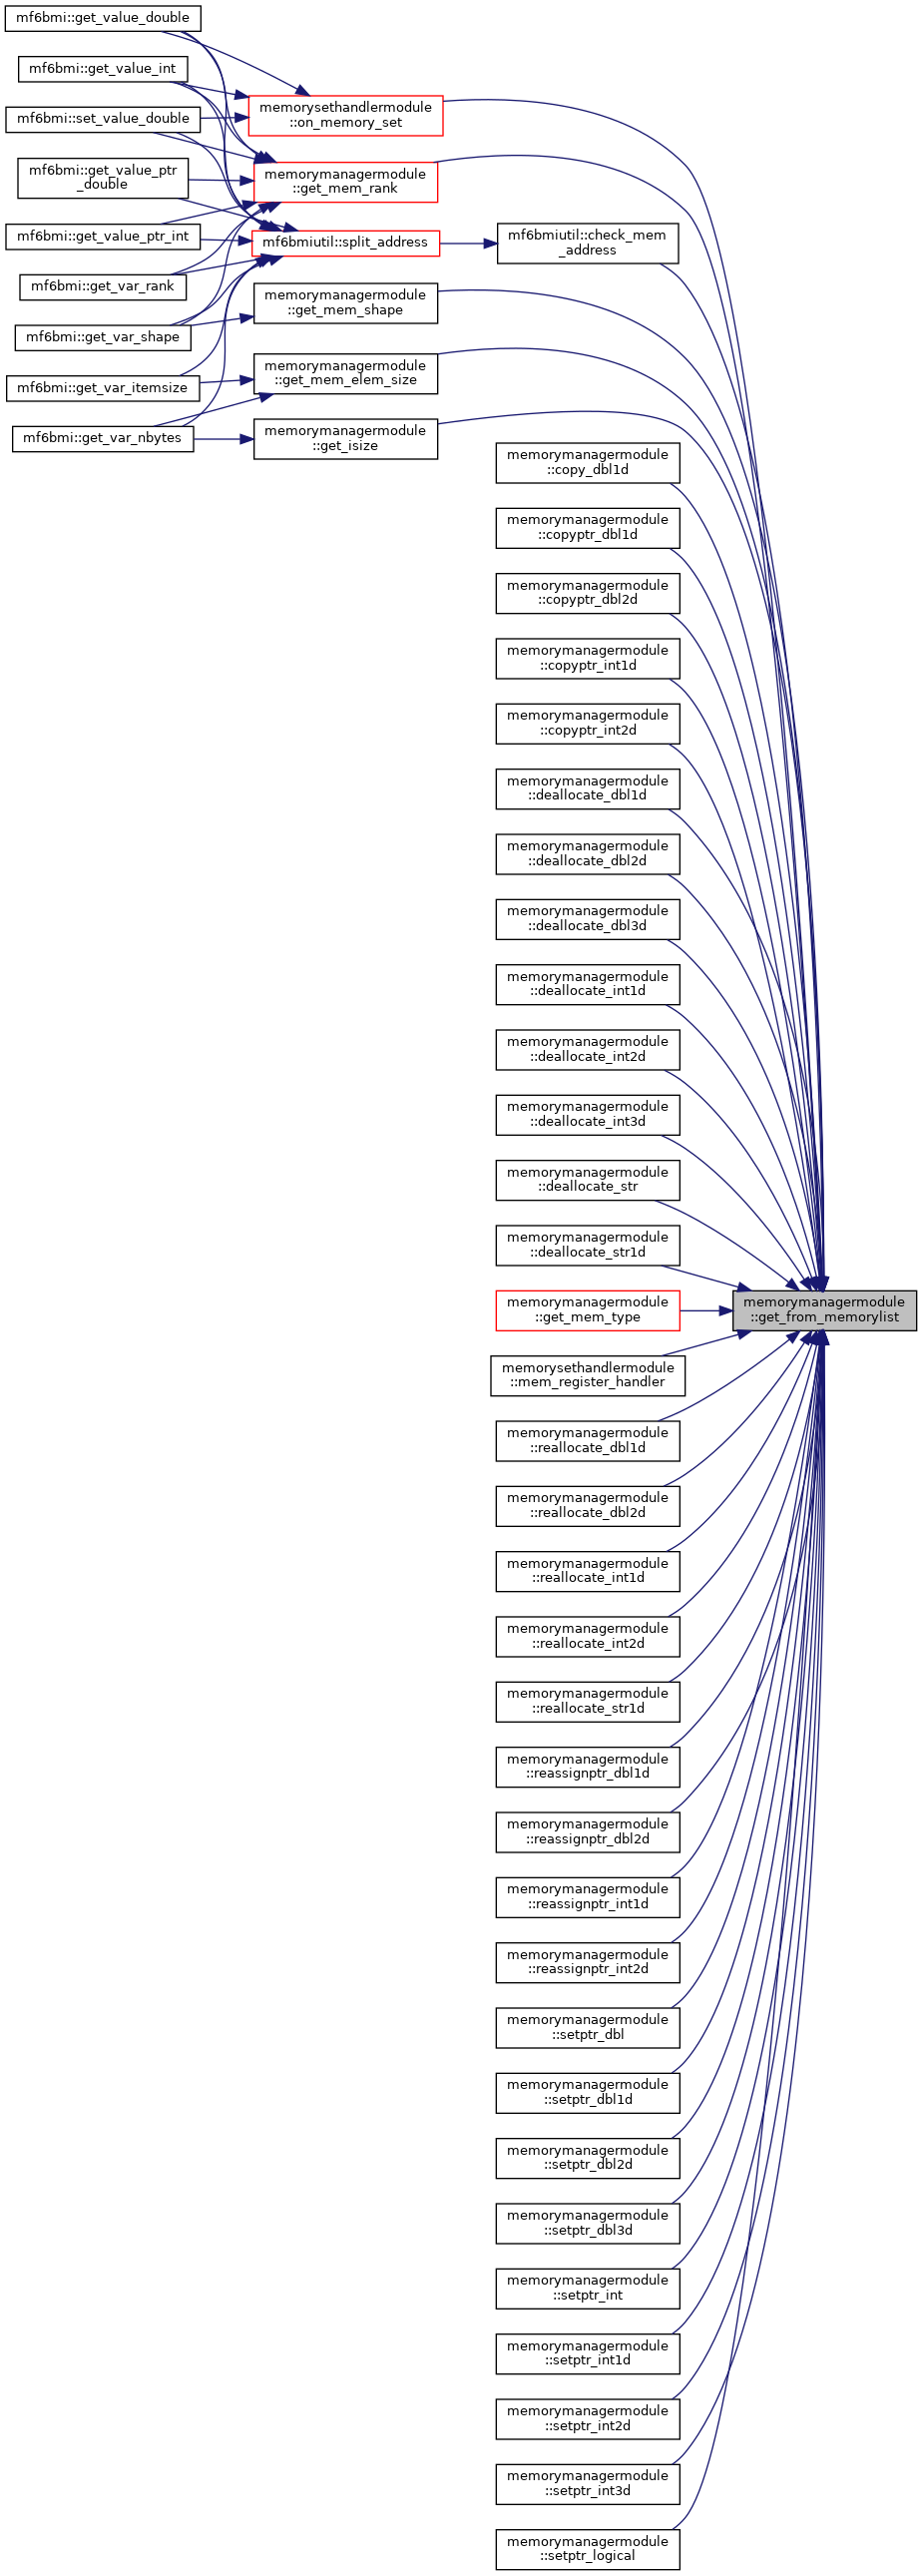 mf6bmi::get_value_double
mf6bmi::get_value_int
mf6bmi::set_value_double
mf6bmi::get_value_ptr
_double
mf6bmi::get_value_ptr_int
mf6bmi::get_var_rank
mf6bmi::get_var_shape
mf6bmi::get_var_itemsize
mf6bmi::get_var_nbytes
memorysethandlermodule
::on_memory_set
memorymanagermodule
::get_mem_rank
mf6bmiutil::split_address
memorymanagermodule
::get_mem_shape
memorymanagermodule
::get_mem_elem_size
memorymanagermodule
::get_isize
mf6bmiutil::check_mem
_address
memorymanagermodule
::copy_dbl1d
memorymanagermodule
::copyptr_dbl1d
memorymanagermodule
::copyptr_dbl2d
memorymanagermodule
::copyptr_int1d
memorymanagermodule
::copyptr_int2d
memorymanagermodule
::deallocate_dbl1d
memorymanagermodule
::deallocate_dbl2d
memorymanagermodule
::deallocate_dbl3d
memorymanagermodule
::deallocate_int1d
memorymanagermodule
::deallocate_int2d
memorymanagermodule
::deallocate_int3d
memorymanagermodule
::deallocate_str
memorymanagermodule
::deallocate_str1d
memorymanagermodule
::get_mem_type
memorysethandlermodule
::mem_register_handler
memorymanagermodule
::reallocate_dbl1d
memorymanagermodule
::reallocate_dbl2d
memorymanagermodule
::reallocate_int1d
memorymanagermodule
::reallocate_int2d
memorymanagermodule
::reallocate_str1d
memorymanagermodule
::reassignptr_dbl1d
memorymanagermodule
::reassignptr_dbl2d
memorymanagermodule
::reassignptr_int1d
memorymanagermodule
::reassignptr_int2d
memorymanagermodule
::setptr_dbl
memorymanagermodule
::setptr_dbl1d
memorymanagermodule
::setptr_dbl2d
memorymanagermodule
::setptr_dbl3d
memorymanagermodule
::setptr_int
memorymanagermodule
::setptr_int1d
memorymanagermodule
::setptr_int2d
memorymanagermodule
::setptr_int3d
memorymanagermodule
::setptr_logical
memorymanagermodule
::get_from_memorylist